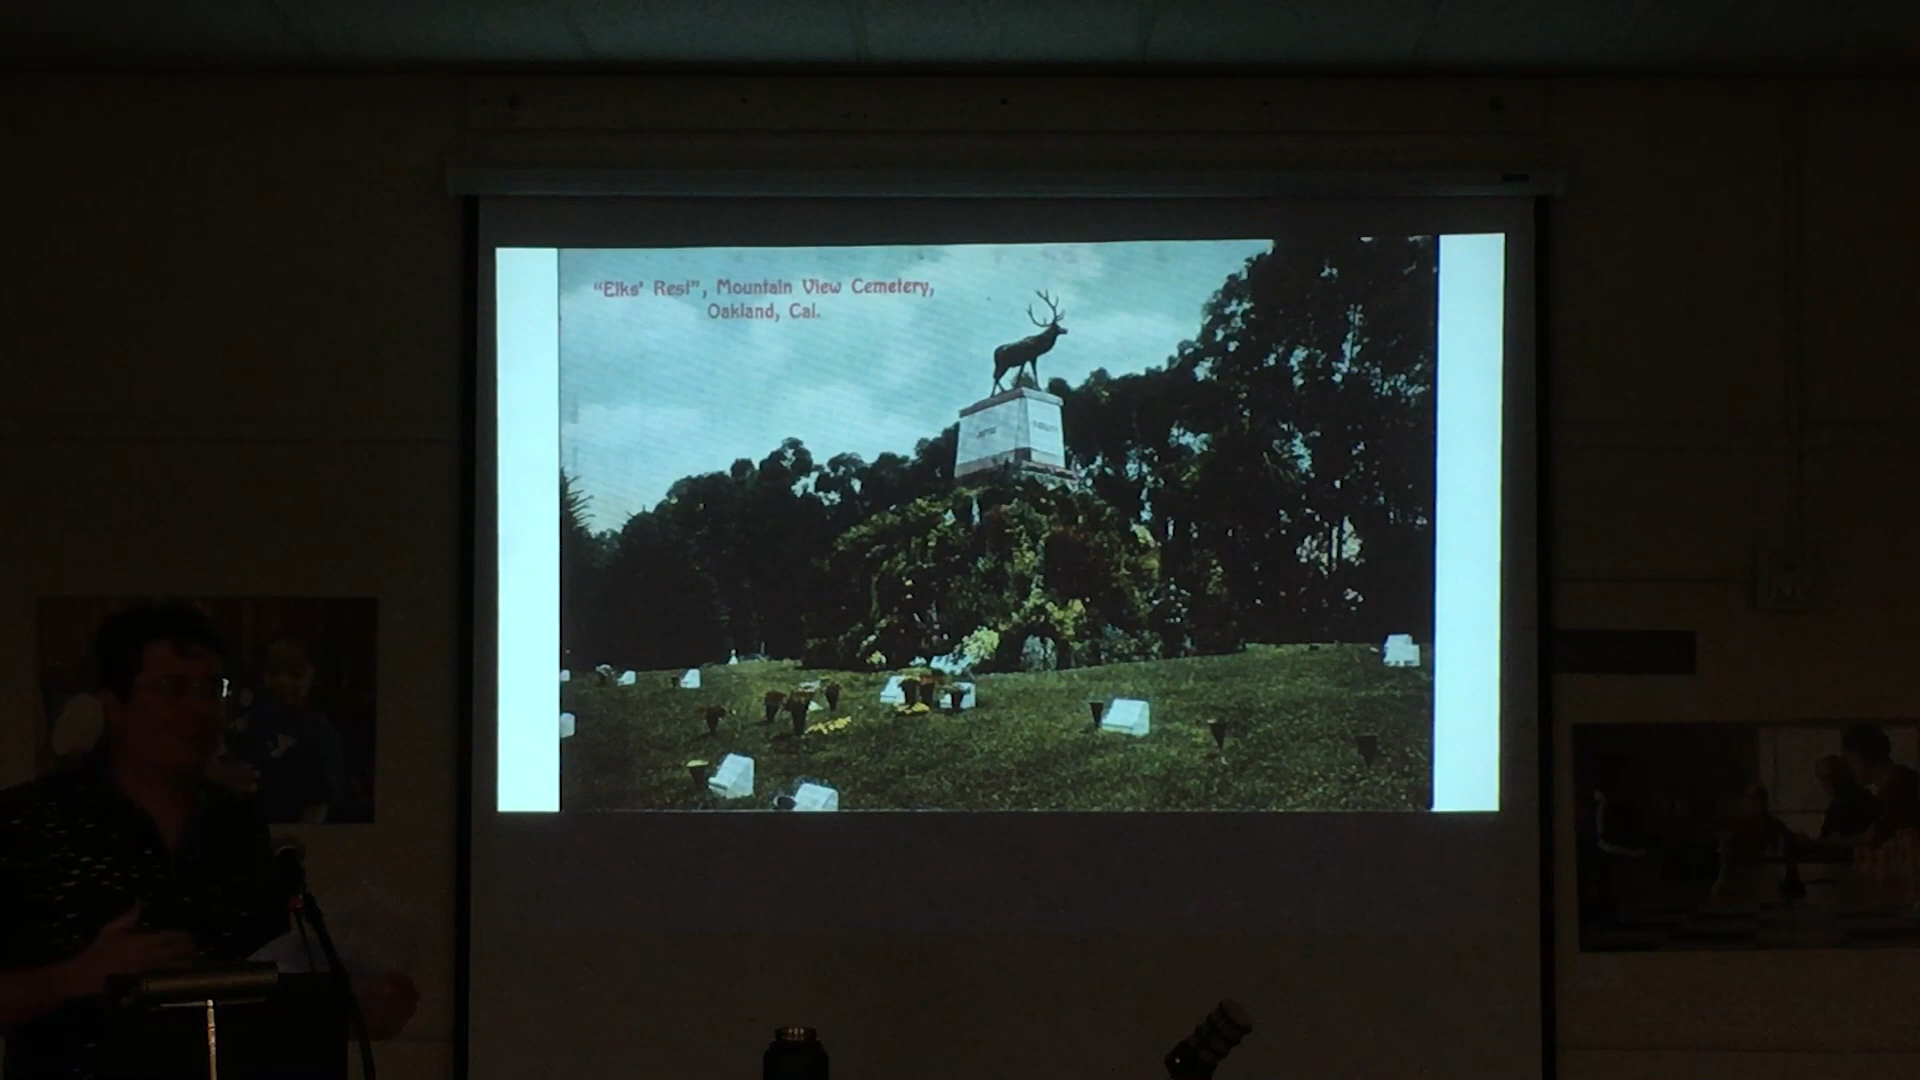 "Elks' Rest", Mountain View Cemetery,
Oakland, Cal.